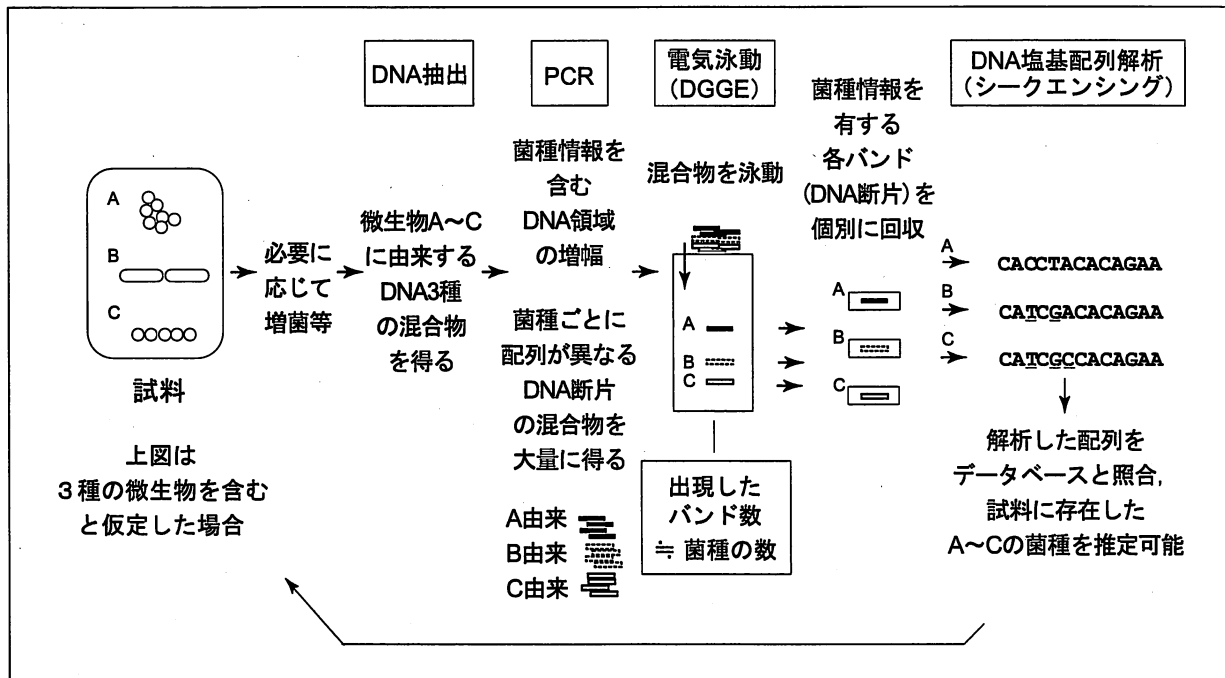 DNA抽出
PCR
電気泳動
(DGGE)
菌種情報を
有する
各バンド
(DNA断片)を
個別に回収
DNA塩基配列解析
(シークエンシング)
A
B
C
試料
上図は
3種の微生物を含む
と仮定した場合
必要に
応じて
増菌等
微生物A～C
に由来する
DNA3種
の混合物
を得る
菌種情報を
含む
DNA領域
の増幅
菌種ごとに
配列が異なる
DNA断片
の混合物を
大量に得る
A由来
B由来
C由来
混合物を泳動
A
B
C
出現した
バンド数
≒ 菌種の数
A
B
C
A
CACCTACACAGAA
B
CATCGACACAGAA
C
CATCGCCACAGAA
解析した配列を
データベースと照合,
試料に存在した
A～Cの菌種を推定可能